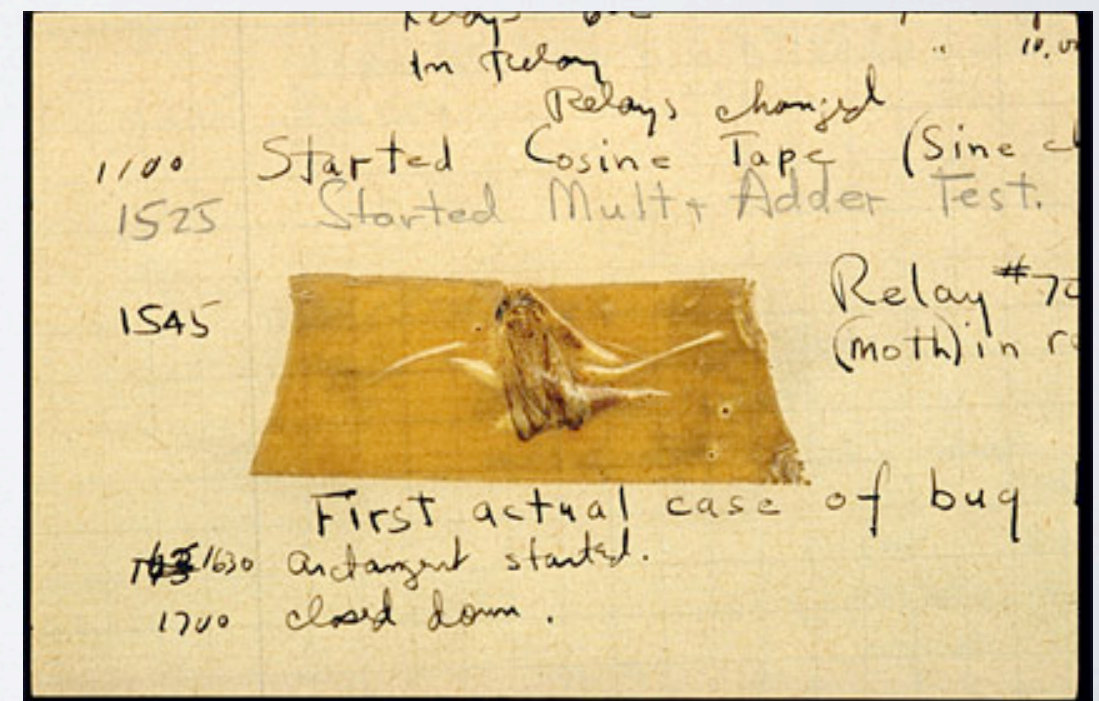 In Relay
Relays changed
1100 Started Cosine Tape (Sine
1525 Started Mult+ Adder Test.
1545 Relay #70
(moth) in
First actual case of bug
1630 arctangent started.
1700 closed down.